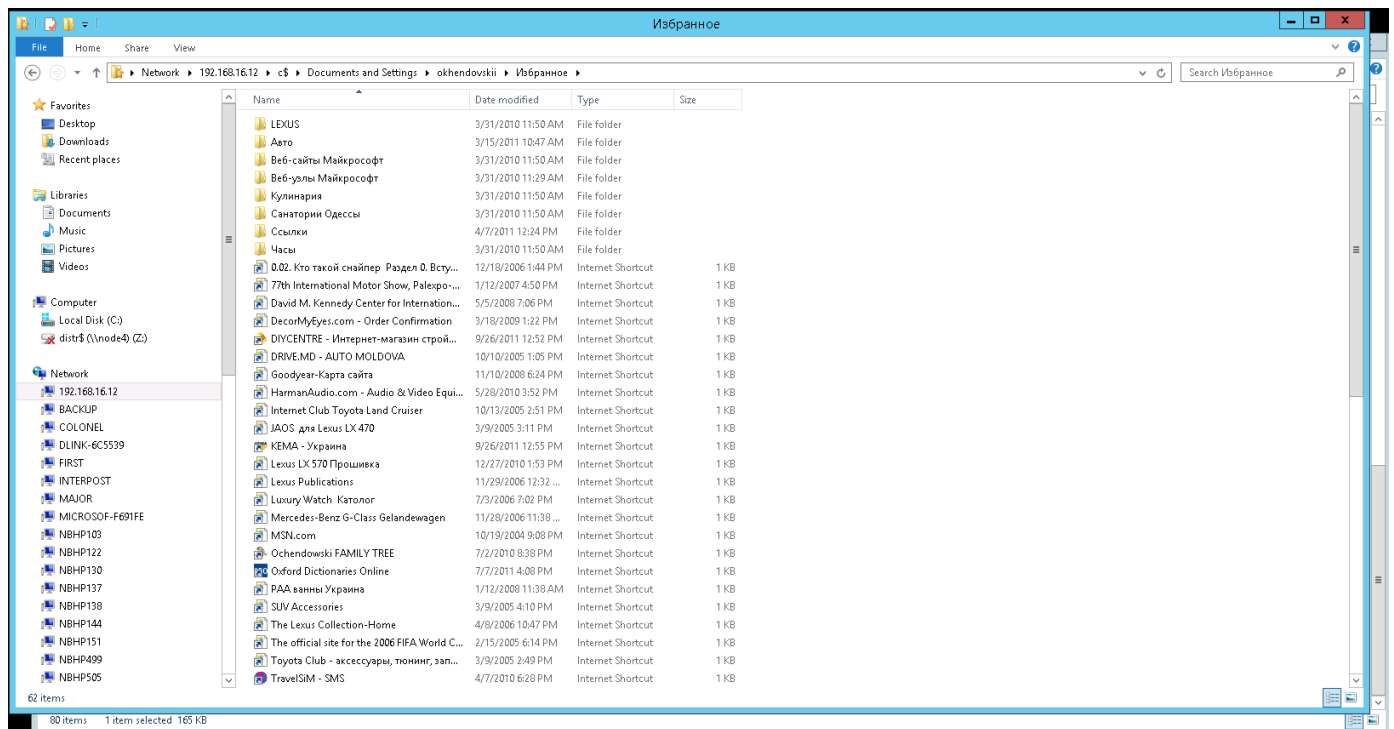 Избранное
File Home Share View
Network 192.168.16.12 c$ Documents and Settings okhendovskii Избранное
Search Избранное
Favorites
Desktop
Downloads
Recent places
Libraries
Documents
Music
Pictures
Videos
Computer
Local Disk (C:)
distr$ (\\node4) (Z:)
Network
192.168.16.12
BACKUP
COLONEL
DLINK-6C5539
FIRST
INTERPOST
MAJOR
MICROSOF-F691FE
NBHP103
NBHP122
NBHP130
NBHP137
NBHP138
NBHP144
NBHP151
NBHP499
NBHP505
Name Date modified Type Size
LEXUS 3/31/2010 11:50 AM File folder
Авто 3/15/2011 10:47 AM File folder
Веб-сайты Майкрософт 3/31/2010 11:50 AM File folder
Веб-узлы Майкрософт 3/31/2010 11:29 AM File folder
Кулинария 3/31/2010 11:50 AM File folder
Санатории Одессы 3/31/2010 11:50 AM File folder
Ссылки 4/7/2011 12:24 PM File folder
Часы 3/31/2010 11:50 AM File folder
0.02. Кто такой снайпер Раздел 0. Всту... 12/18/2006 1:44 PM Internet Shortcut 1 KB
77th International Motor Show, Palexpo-... 1/12/2007 4:50 PM Internet Shortcut 1 KB
David M. Kennedy Center for Internation... 5/5/2008 7:06 PM Internet Shortcut 1 KB
DecorMyEyes.com - Order Confirmation 3/18/2009 1:22 PM Internet Shortcut 1 KB
DIYCENTRE - Интернет-магазин строй... 9/26/2011 12:52 PM Internet Shortcut 1 KB
DRIVE.MD - AUTO MOLDOVA 10/10/2005 1:05 PM Internet Shortcut 1 KB
Goodyear-Карта сайта 11/10/2008 6:24 PM Internet Shortcut 1 KB
HarmanAudio.com - Audio & Video Equi... 5/28/2010 3:52 PM Internet Shortcut 1 KB
Internet Club Toyota Land Cruiser 10/13/2005 2:51 PM Internet Shortcut 1 KB
JAOS для Lexus LX 470 3/9/2005 3:11 PM Internet Shortcut 1 KB
KEMA - Украина 9/26/2011 12:55 PM Internet Shortcut 1 KB
Lexus LX 570 Прошивка 12/27/2010 1:53 PM Internet Shortcut 1 KB
Lexus Publications 11/29/2006 12:32 ... Internet Shortcut 1 KB
Luxury Watch Католог 7/3/2006 7:02 PM Internet Shortcut 1 KB
Mercedes-Benz G-Class Gelandewagen 11/28/2006 11:38 ... Internet Shortcut 1 KB
MSN.com 10/19/2004 9:08 PM Internet Shortcut 1 KB
Ochendowski FAMILY TREE 7/2/2010 8:38 PM Internet Shortcut 1 KB
Oxford Dictionaries Online 7/7/2011 4:08 PM Internet Shortcut 1 KB
PAA ванны Украина 1/12/2008 11:38 AM Internet Shortcut 1 KB
SUV Accessories 3/9/2005 4:10 PM Internet Shortcut 1 KB
The Lexus Collection-Home 4/8/2006 10:47 PM Internet Shortcut 1 KB
The official site for the 2006 FIFA World C... 2/15/2005 6:14 PM Internet Shortcut 1 KB
Toyota Club - аксессуары, тюнинг, зап... 3/9/2005 2:49 PM Internet Shortcut 1 KB
TravelSiM - SMS 4/7/2010 6:28 PM Internet Shortcut 1 KB
62 items
80 items 1 item selected 165 KB